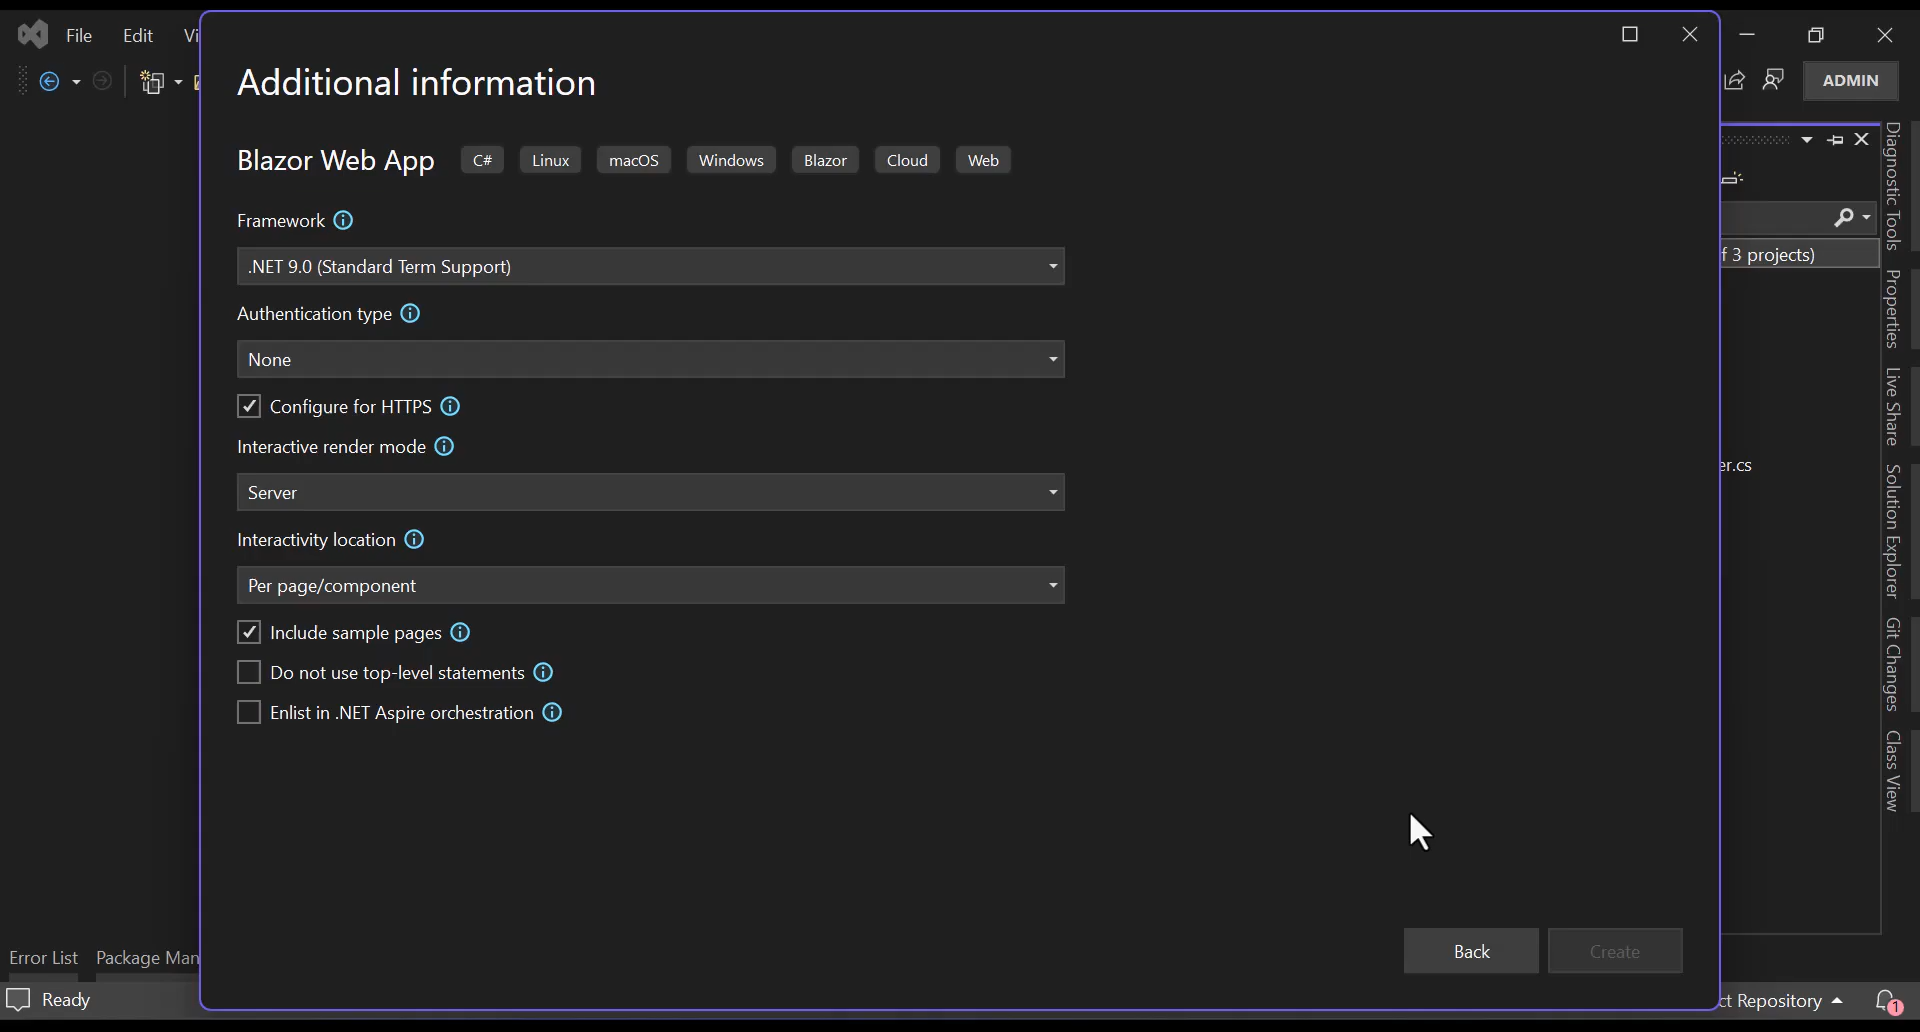 File Edit
Additional information
ADMIN
Blazor Web App C# Linux macOS Windows Blazor Cloud Web
Framework
.NET 9.0 (Standard Term Support)
f 3 projects)
Authentication type
None
Configure for HTTPS
Interactive render mode
er.cs
Server
Interactivity location
Per page/component
Include sample pages
Do not use top-level statements
Enlist in .NET Aspire orchestration
Diagnostic Tools
Properties
Live Share
Solution Explorer
Git Changes
Class View
Back Create
Error List Package Man
Ready
ct Repository
1